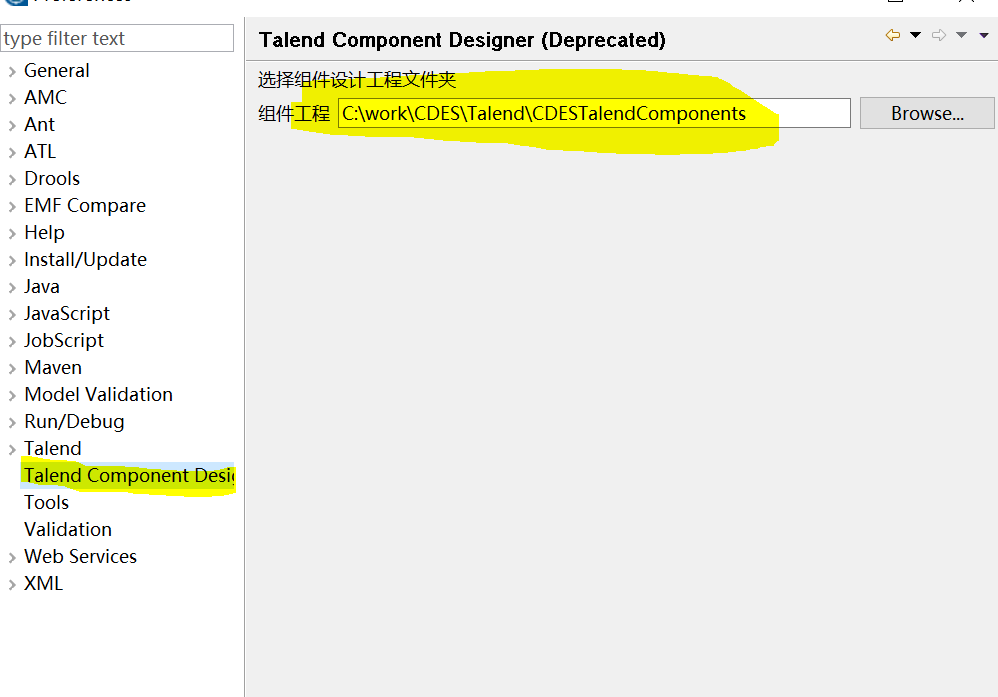 type filter text
General
AMC
Ant
ATL
Drools
EMF Compare
Help
Install/Update
Java
JavaScript
JobScript
Maven
Model Validation
Run/Debug
Talend
Talend Component Desig
Tools
Validation
Web Services
XML
Talend Component Designer (Deprecated)
选择组件设计工程文件夹
组件工程 C:\work\CDES\Talend\CDESTalendComponents Browse...